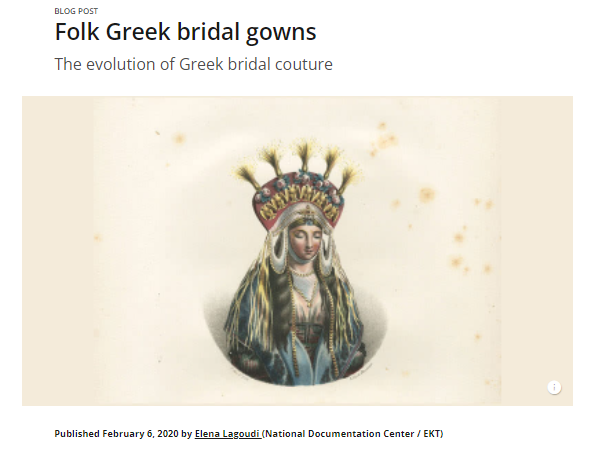 BLOG POST
Folk Greek bridal gowns
The evolution of Greek bridal couture
Published February 6, 2020 by Elena Lagoudi (National Documentation Center / EKT)